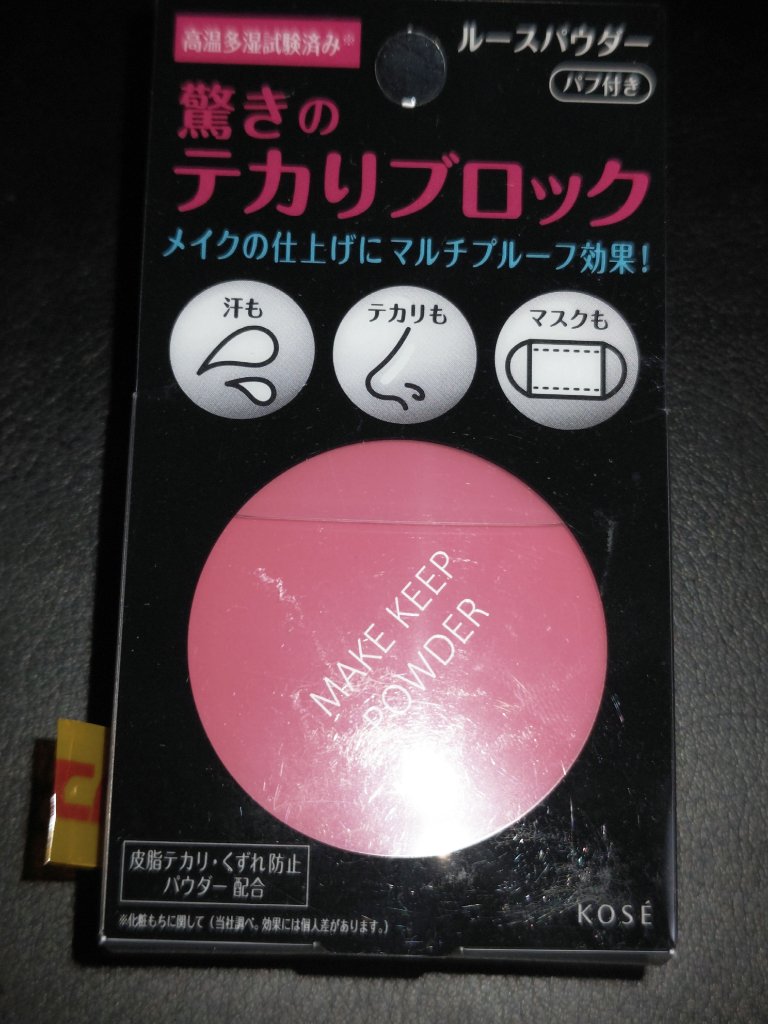 高温多湿試験済み※
ルースパウダー
パフ付き
驚きの
テカリブロック
メイクの仕上げにマルチプルーフ効果!
汗も
テカリも
マスクも
MAKE KEEP
POWDER
皮脂テカリ・くずれ防止
パウダー配合
KOSÉ
※化粧もちに関して(当社調べ。効果には個人差があります。)